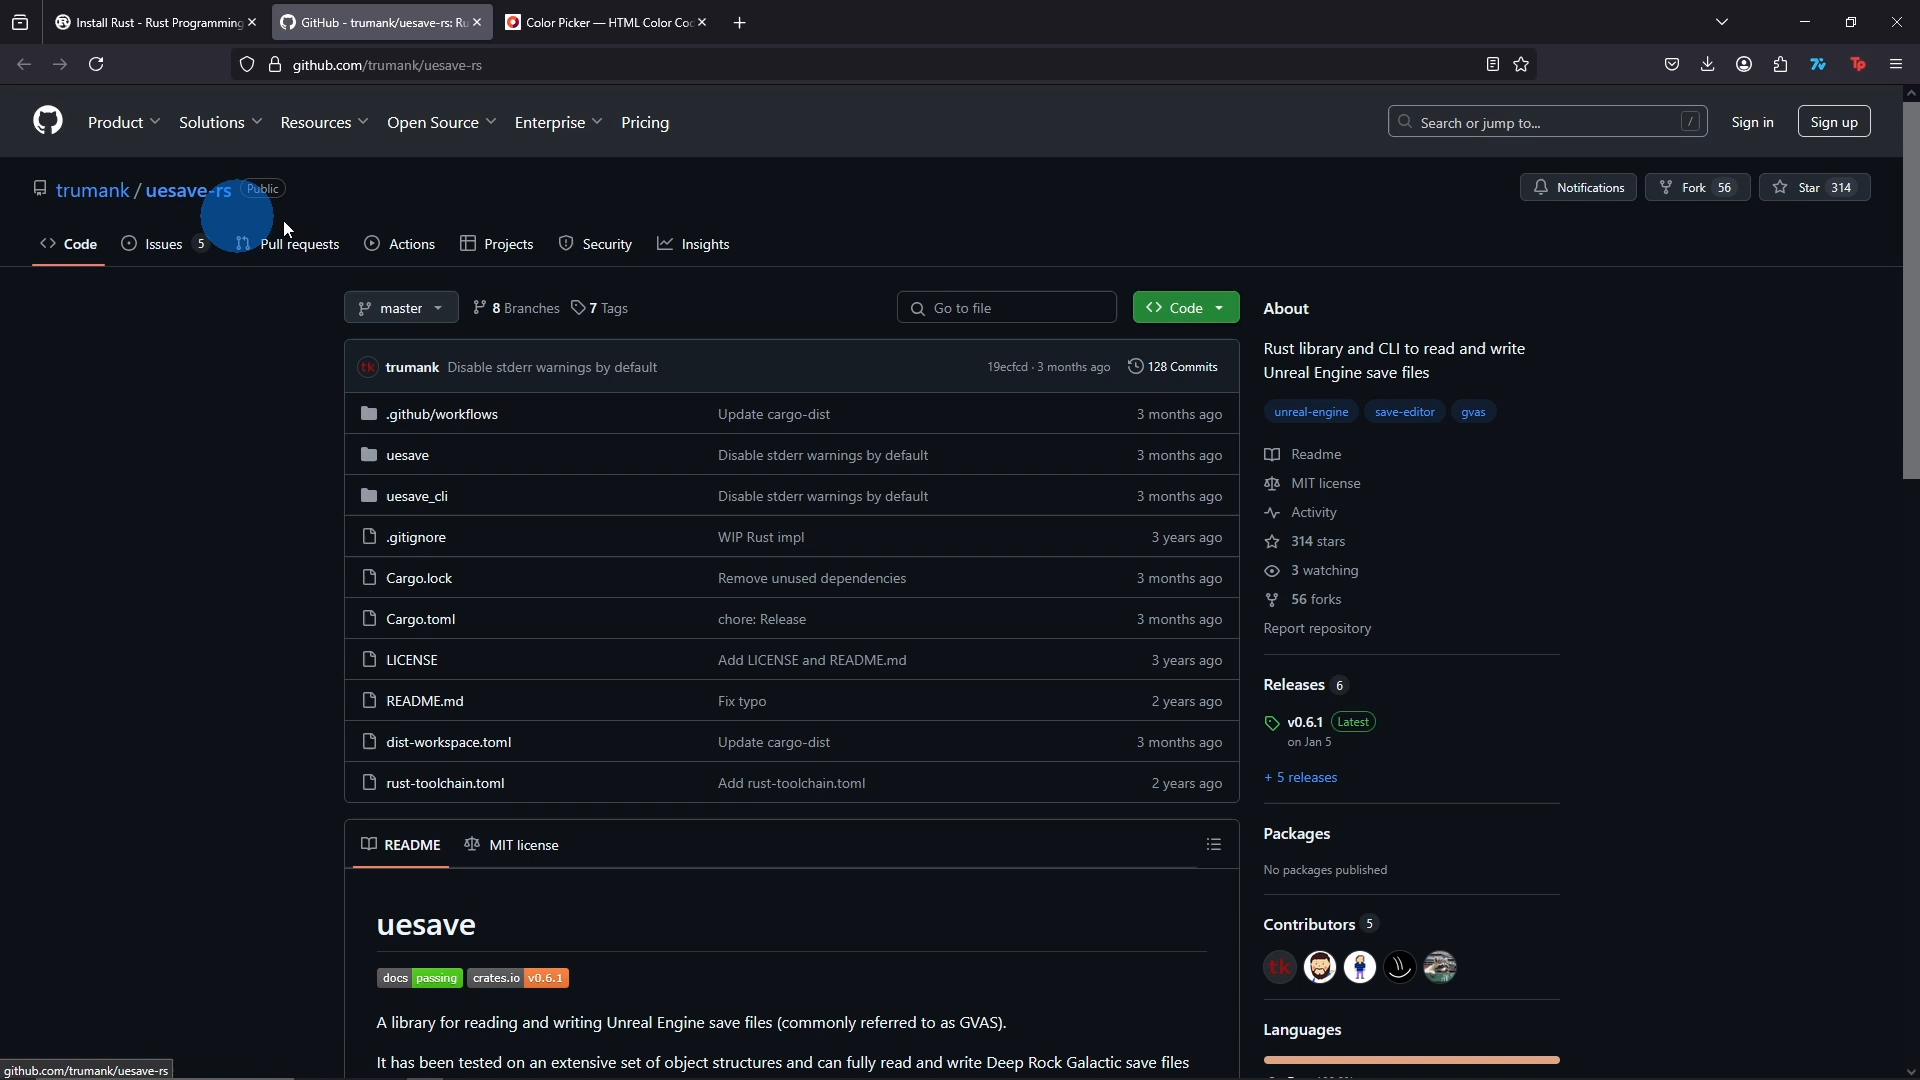 Install Rust - Rust Programming
GitHub - trumank/uesave-rs: Ru
Color Picker — HTML Color Co
github.com/trumank/uesave-rs
Product
Solutions
Resources
Open Source
Enterprise
Pricing
Search or jump to...
/
Sign in
Sign up
trumank / uesave-rs
Public
Notifications
Fork 56
Star 314
Code
Issues 5
Pull requests
Actions
Projects
Security
Insights
master
8 Branches
7 Tags
Go to file
Code
trumank Disable stderr warnings by default
19ecfcd · 3 months ago
128 Commits
.github/workflows Update cargo-dist 3 months ago
uesave Disable stderr warnings by default 3 months ago
uesave_cli Disable stderr warnings by default 3 months ago
.gitignore WIP Rust impl 3 years ago
Cargo.lock Remove unused dependencies 3 months ago
Cargo.toml chore: Release 3 months ago
LICENSE Add LICENSE and README.md 3 years ago
README.md Fix typo 2 years ago
dist-workspace.toml Update cargo-dist 3 months ago
rust-toolchain.toml Add rust-toolchain.toml 2 years ago
README
MIT license
uesave
docs passing crates.io v0.6.1
A library for reading and writing Unreal Engine save files (commonly referred to as GVAS).
It has been tested on an extensive set of object structures and can fully read and write Deep Rock Galactic save files
About
Rust library and CLI to read and write
Unreal Engine save files
unreal-engine save-editor gvas
Readme
MIT license
Activity
314 stars
3 watching
56 forks
Report repository
Releases 6
v0.6.1 Latest
on Jan 5
+ 5 releases
Packages
No packages published
Contributors 5
Languages
github.com/trumank/uesave-rs